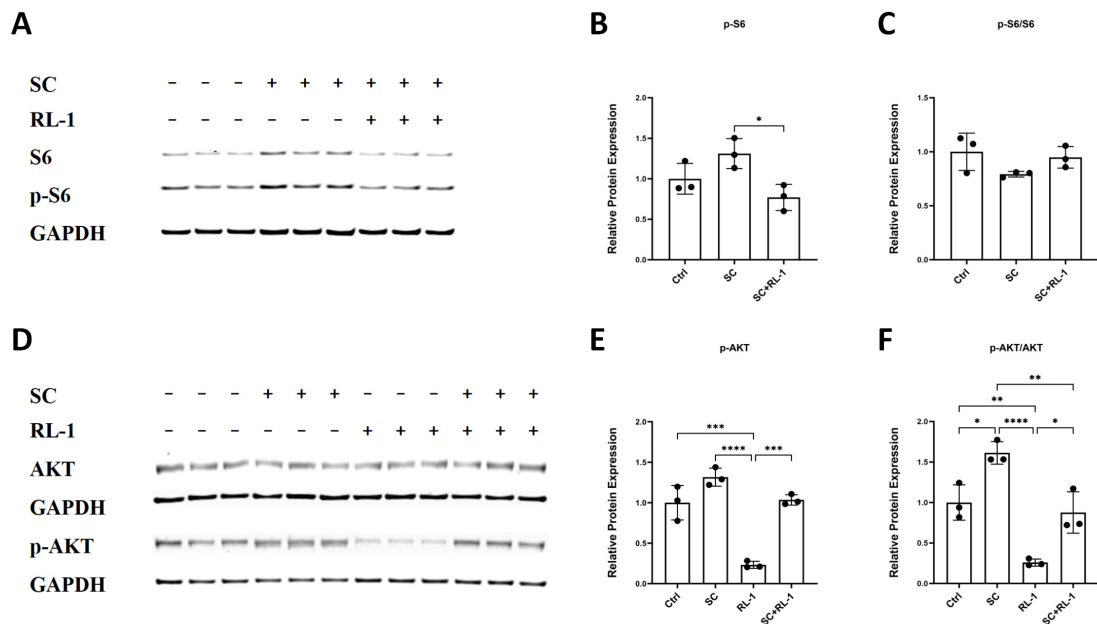 A
SC - - - + + + + + +
RL-1 - - - - - - + + +
S6
p-S6
GAPDH
B
p-S6
Relative Protein Expression
2.0
1.5
1.0
0.5
0.0
*
Ctrl
SC
SC+RL-1
C
p-S6/S6
Relative Protein Expression
1.5
1.0
0.5
0.0
Ctrl
SC
SC+RL-1
D
SC - - - + + + - - - + + +
RL-1 - - - - - - + + + + + +
AKT
GAPDH
p-AKT
GAPDH
E
p-AKT
Relative Protein Expression
2.0
1.5
1.0
0.5
0.0
***
**** ***
Ctrl
SC
RL-1
SC+RL-1
F
p-AKT/AKT
Relative Protein Expression
2.0
1.5
1.0
0.5
0.0
**
**
* **** *
Ctrl
SC
RL-1
SC+RL-1